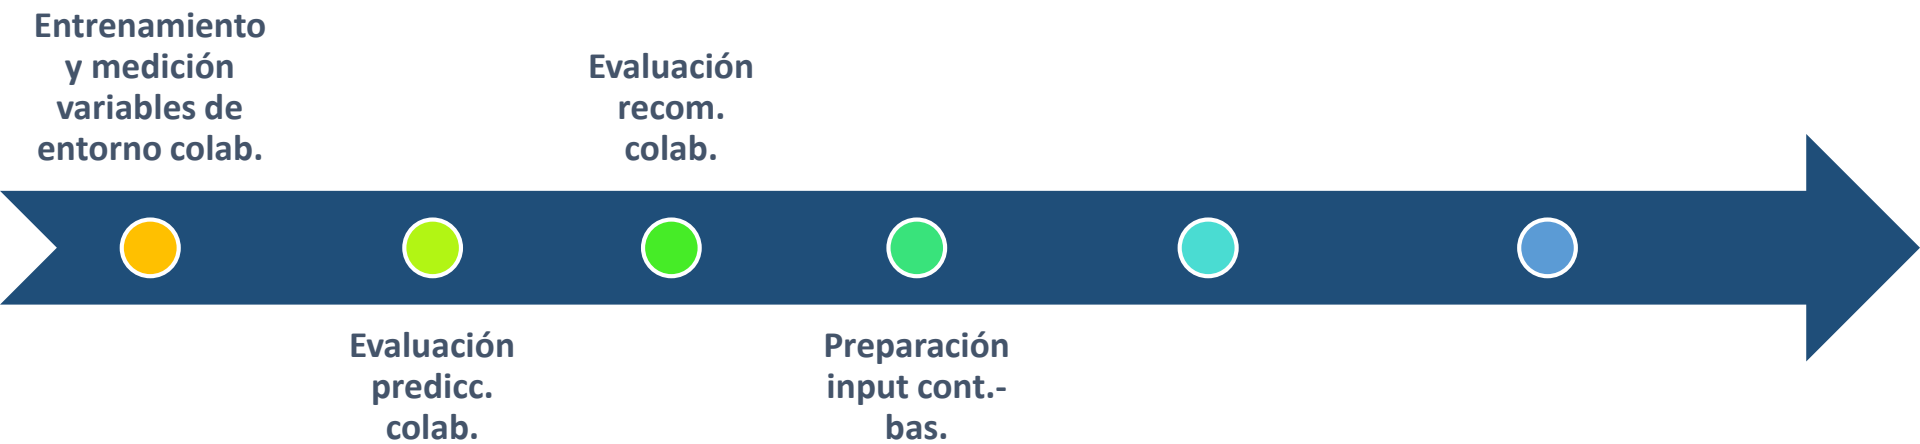 Entrenamiento
y medición
variables de
entorno colab.
Evaluación
predicc.
colab.
Evaluación
recom.
colab.
Preparación
input cont.-
bas.